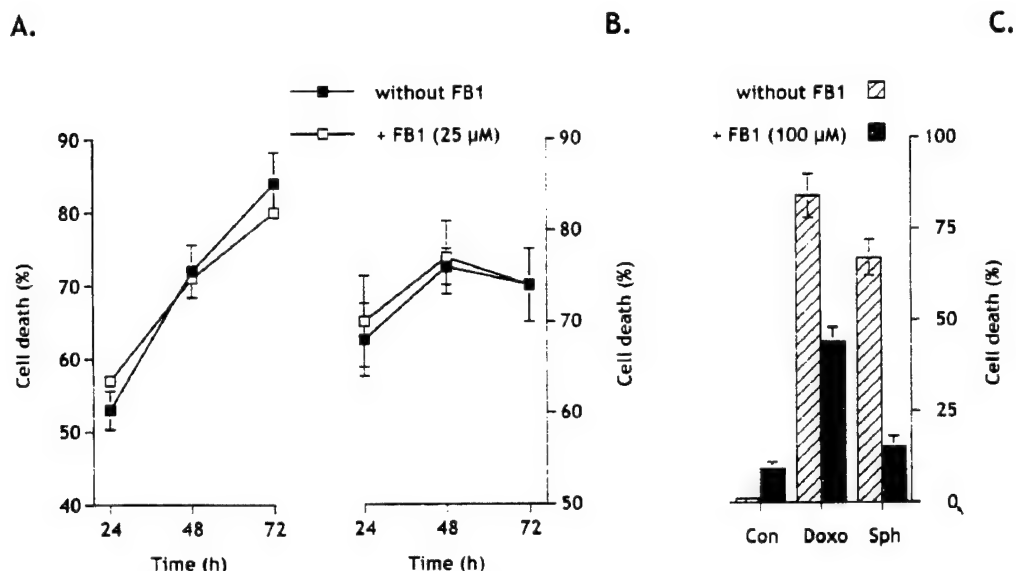 A.
B.
C.
without FB1
+ FB1 (25 µM)
without FB1
+ FB1 (100 µM)
90
80
70
60
50
40
Cell death (%)
24
48
72
Time (h)
90
80
70
60
50
Cell death (%)
24
48
72
Time (h)
100
75
50
25
0
Cell death (%)
Con
Doxo
Sph